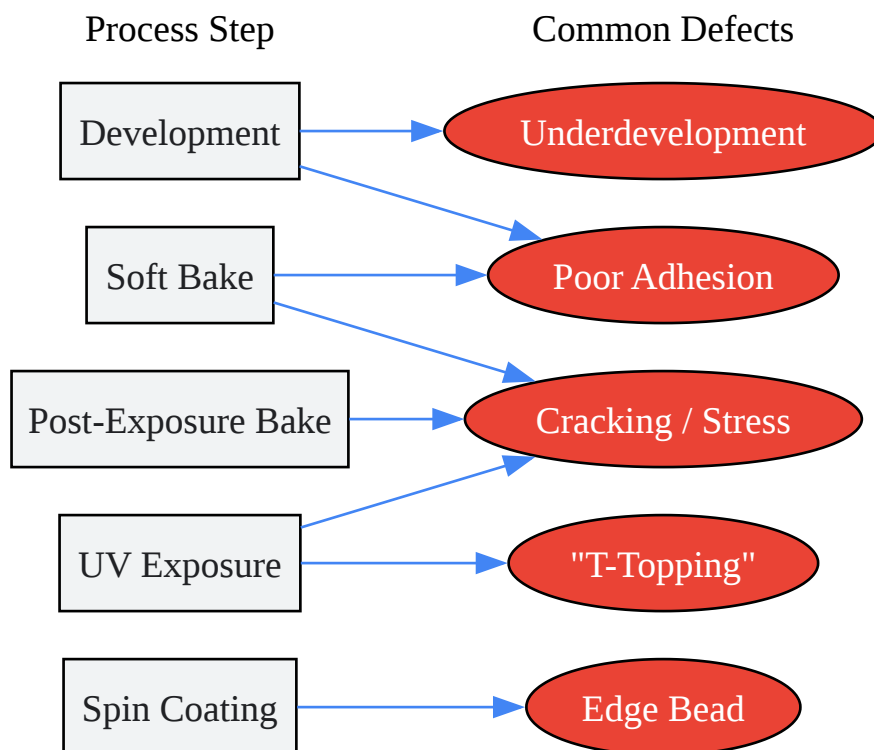 Process Step
Common Defects
Development
Underdevelopment
Soft Bake
Poor Adhesion
Post-Exposure Bake
Cracking / Stress
UV Exposure
"T-Topping"
Spin Coating
Edge Bead